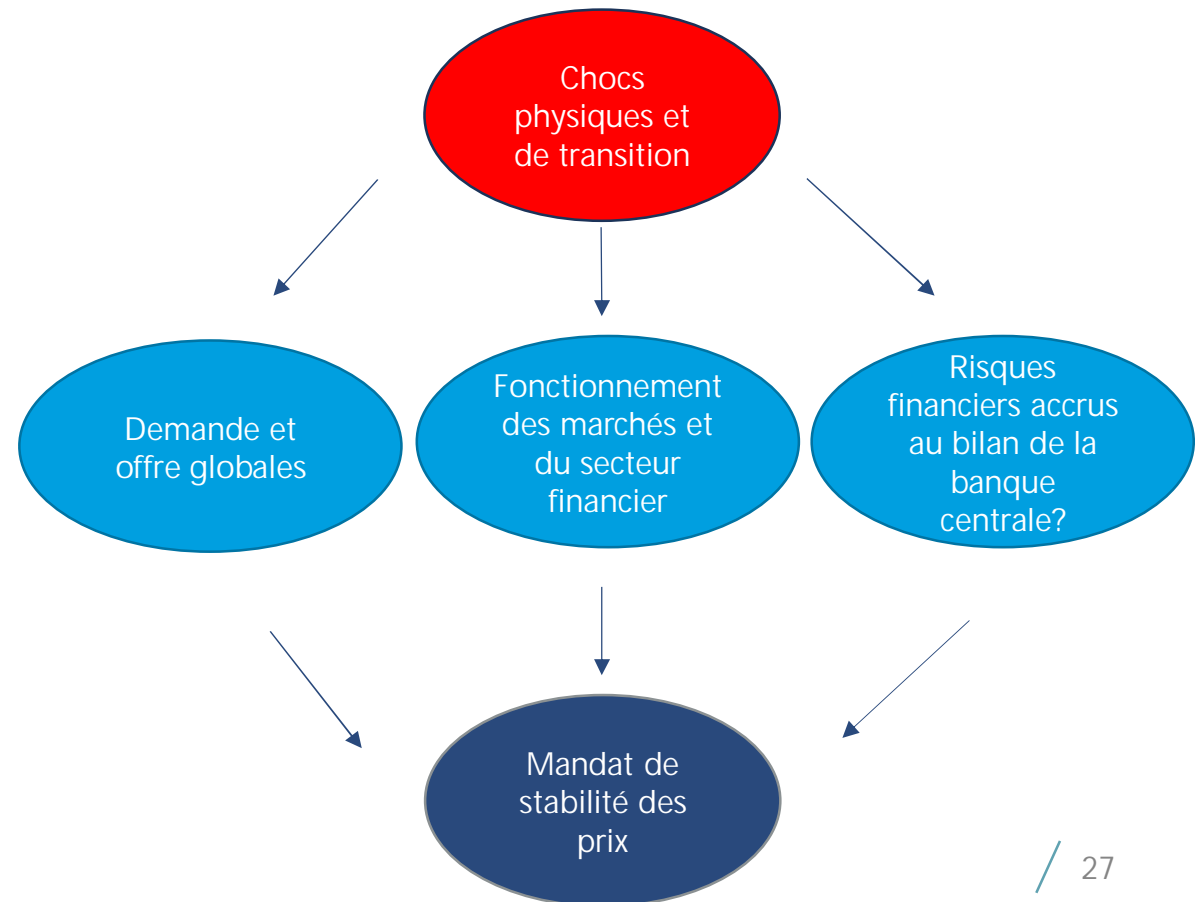 Chocs
physiques et
de transition
Demande et
offre globales
Fonctionnement
des marchés et
du secteur
financier
Risques
financiers accrus
au bilan de la
banque
centrale?
Mandat de
stabilité des
prix
27